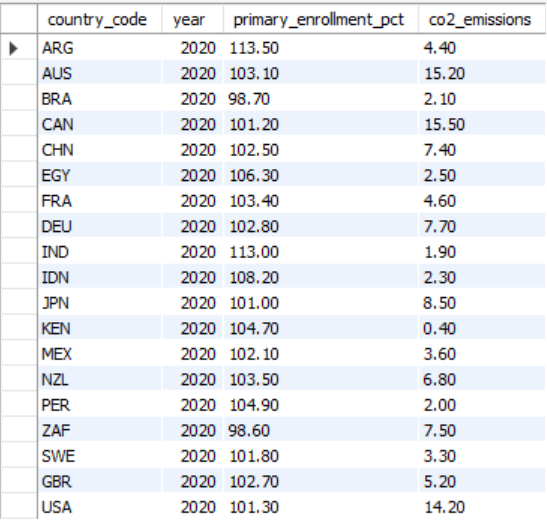 country_code year primary_enrollment_pct co2_emissions
ARG 2020 113.50 4.40
AUS 2020 103.10 15.20
BRA 2020 98.70 2.10
CAN 2020 101.20 15.50
CHN 2020 102.50 7.40
EGY 2020 106.30 2.50
FRA 2020 103.40 4.60
DEU 2020 102.80 7.70
IND 2020 113.00 1.90
IDN 2020 108.20 2.30
JPN 2020 101.00 8.50
KEN 2020 104.70 0.40
MEX 2020 102.10 3.60
NZL 2020 103.50 6.80
PER 2020 104.90 2.00
ZAF 2020 98.60 7.50
SWE 2020 101.80 3.30
GBR 2020 102.70 5.20
USA 2020 101.30 14.20